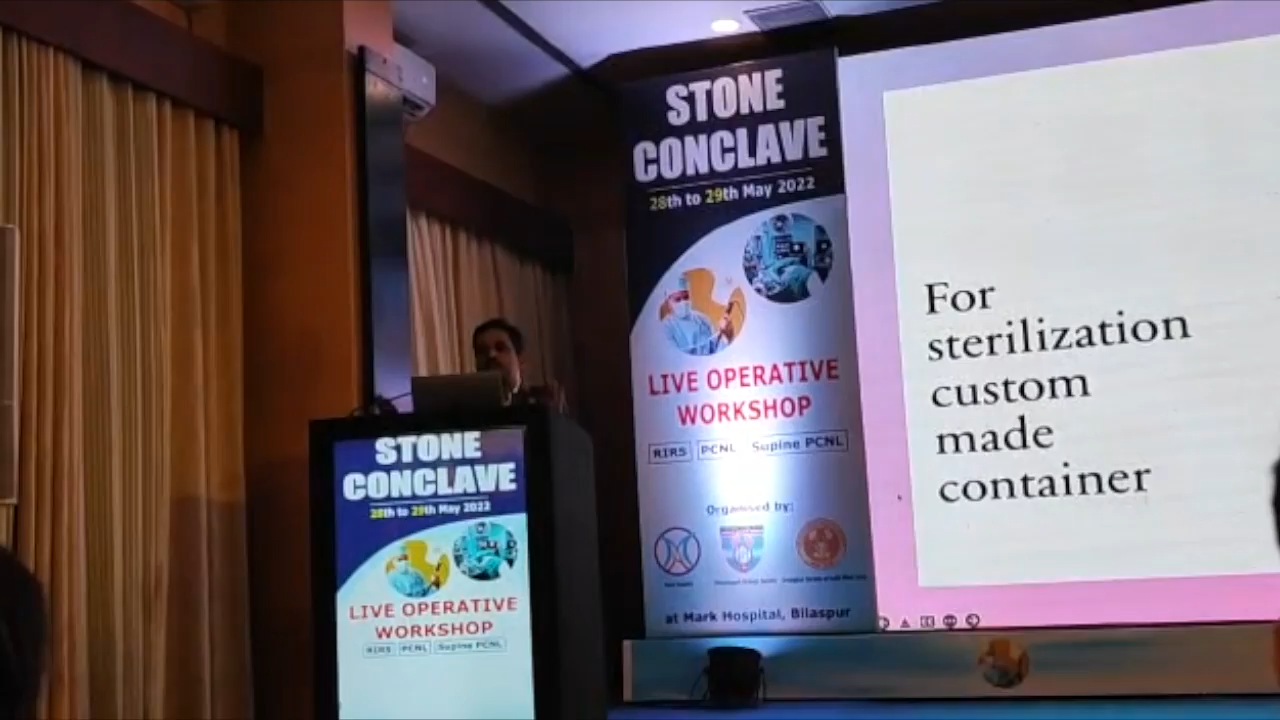 STONE
CONCLAVE
28th to 29th May 2022
LIVE OPERATIVE
WORKSHOP
RIRS PCNL Supine PCNL
Organised by:
at Mark Hospital, Bilaspur
For
sterilization
custom
made
container
STONE
CONCLAVE
28th to 29th May 2022
LIVE OPERATIVE
WORKSHOP
RIRS PCNL Supine PCNL